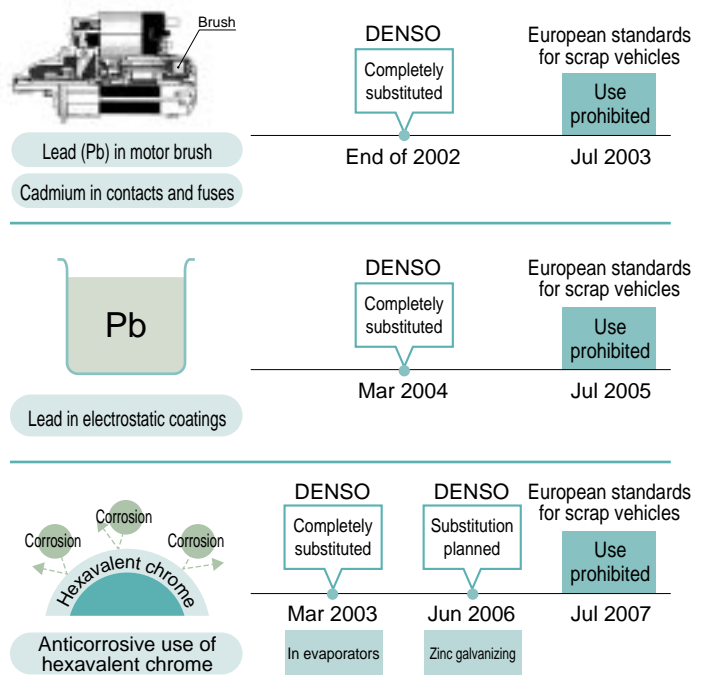 Brush
Lead (Pb) in motor brush
Cadmium in contacts and fuses
DENSO
Completely
substituted
End of 2002
European standards
for scrap vehicles
Use
prohibited
Jul 2003
Pb
Lead in electrostatic coatings
DENSO
Completely
substituted
Mar 2004
European standards
for scrap vehicles
Use
prohibited
Jul 2005
Corrosion
Corrosion
Corrosion
Hexavalent chrome
Anticorrosive use of
hexavalent chrome
DENSO
Completely
substituted
Mar 2003
In evaporators
DENSO
Substitution
planned
Jun 2006
Zinc galvanizing
European standards
for scrap vehicles
Use
prohibited
Jul 2007